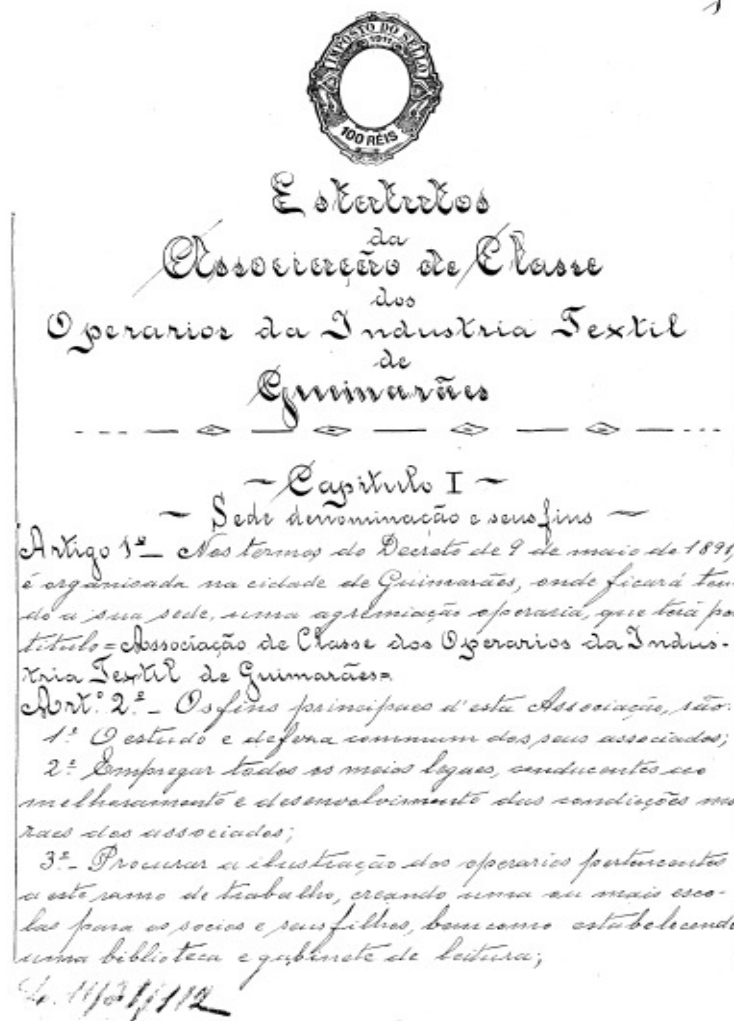 1
IMPOSTO DO SELLO
1911
100 RÉIS
Estatutos
da
Associação de Classe
dos
Operarios da Industria Textil
de
Guimarães
~ Capitulo I ~
~ Sede denominação e seus fins ~
Artigo 1º _ Nos termos do Decreto de 9 de maio de 1891,
é organisada na cidade de Guimarães, onde ficará ten-
do a sua sede, uma agremiação operaria, que terá po
titulo = Associação de Classe dos Operarios da Indus-
tria Textil de Guimarães =
Art.º 2.º _ Os fins principaes d'esta Associação, são:
1º O estudo e defeza commum dos seus associados;
2º Empregar todos os meios legaes, conducentes ao
melhoramento e desenvolvimento das condições mo
raes dos associados;
3º _ Procurar a ilustração dos operarios pertencentes
a este ramo de trabalho, creando uma ou mais esco-
las para os socios e seus filhos, bem como estabelecendo
uma biblioteca e gabinete de leitura;